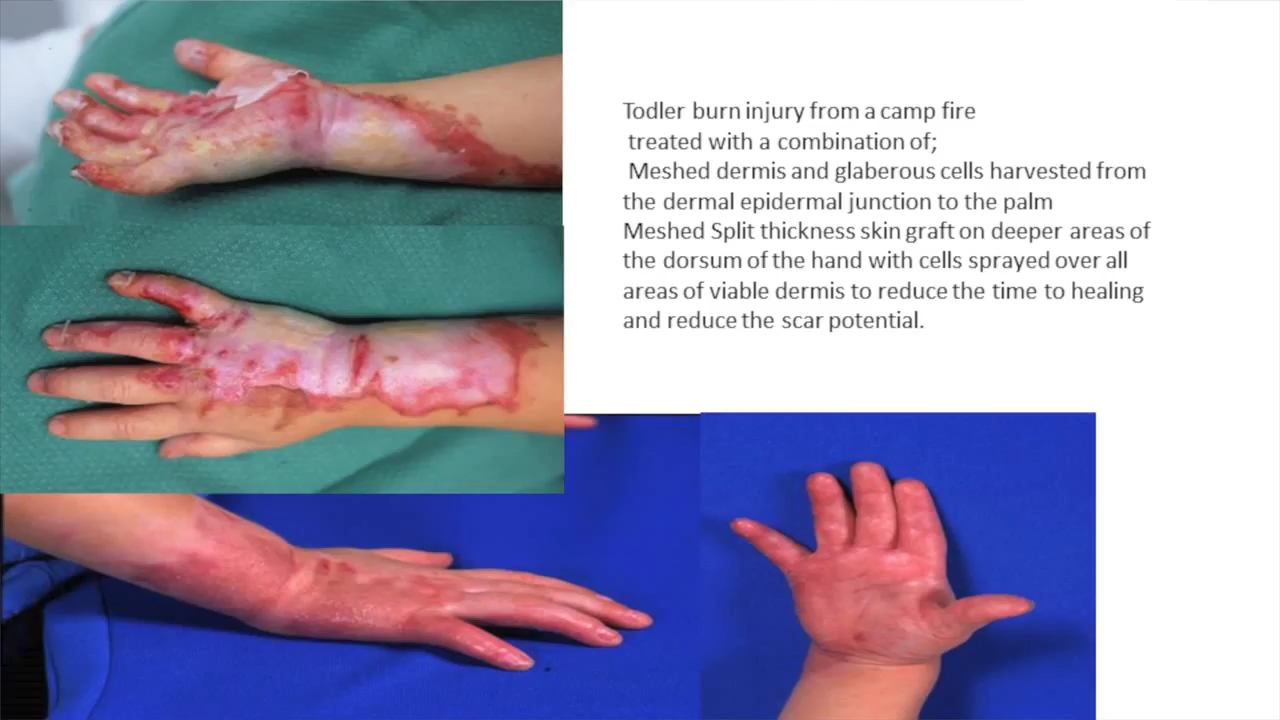 Todler burn injury from a camp fire
treated with a combination of;
Meshed dermis and glaberous cells harvested from
the dermal epidermal junction to the palm
Meshed Split thickness skin graft on deeper areas of
the dorsum of the hand with cells sprayed over all
areas of viable dermis to reduce the time to healing
and reduce the scar potential.